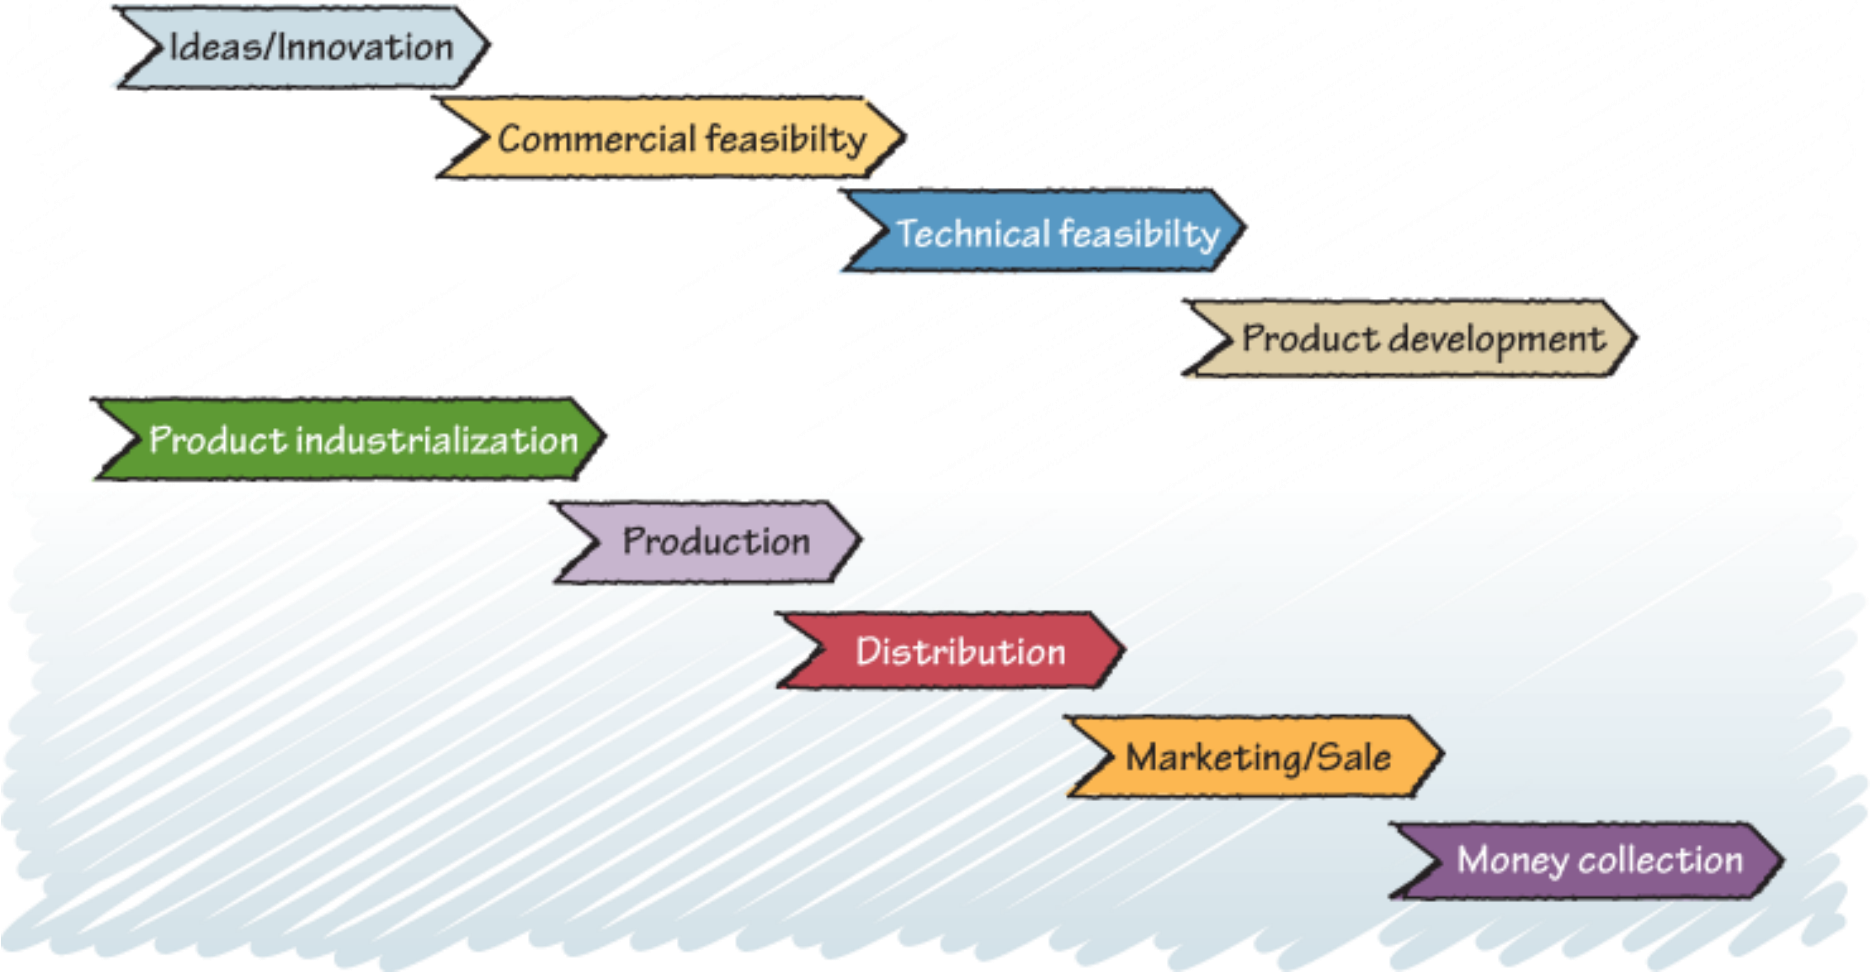 Ideas/Innovation
Commercial feasibilty
Technical feasibilty
Product development
Product industrialization
Production
Distribution
Marketing/Sale
Money collection